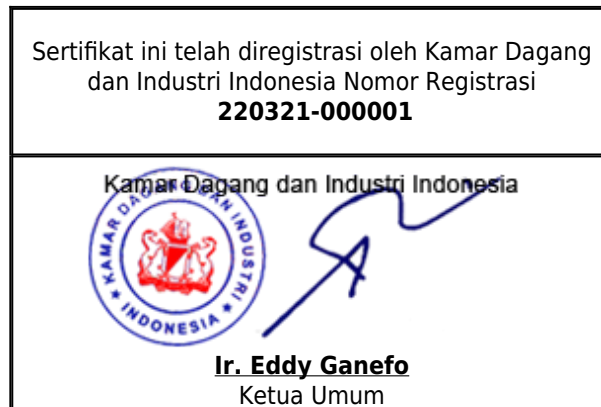 Sertifikat ini telah diregistrasi oleh Kamar Dagang
dan Industri Indonesia Nomor Registrasi
220321-000001
Kamar Dagang dan Industri Indonesia
KAMAR DAGANG DAN INDUSTRI
★ INDONESIA ★
Ir. Eddy Ganefo
Ketua Umum